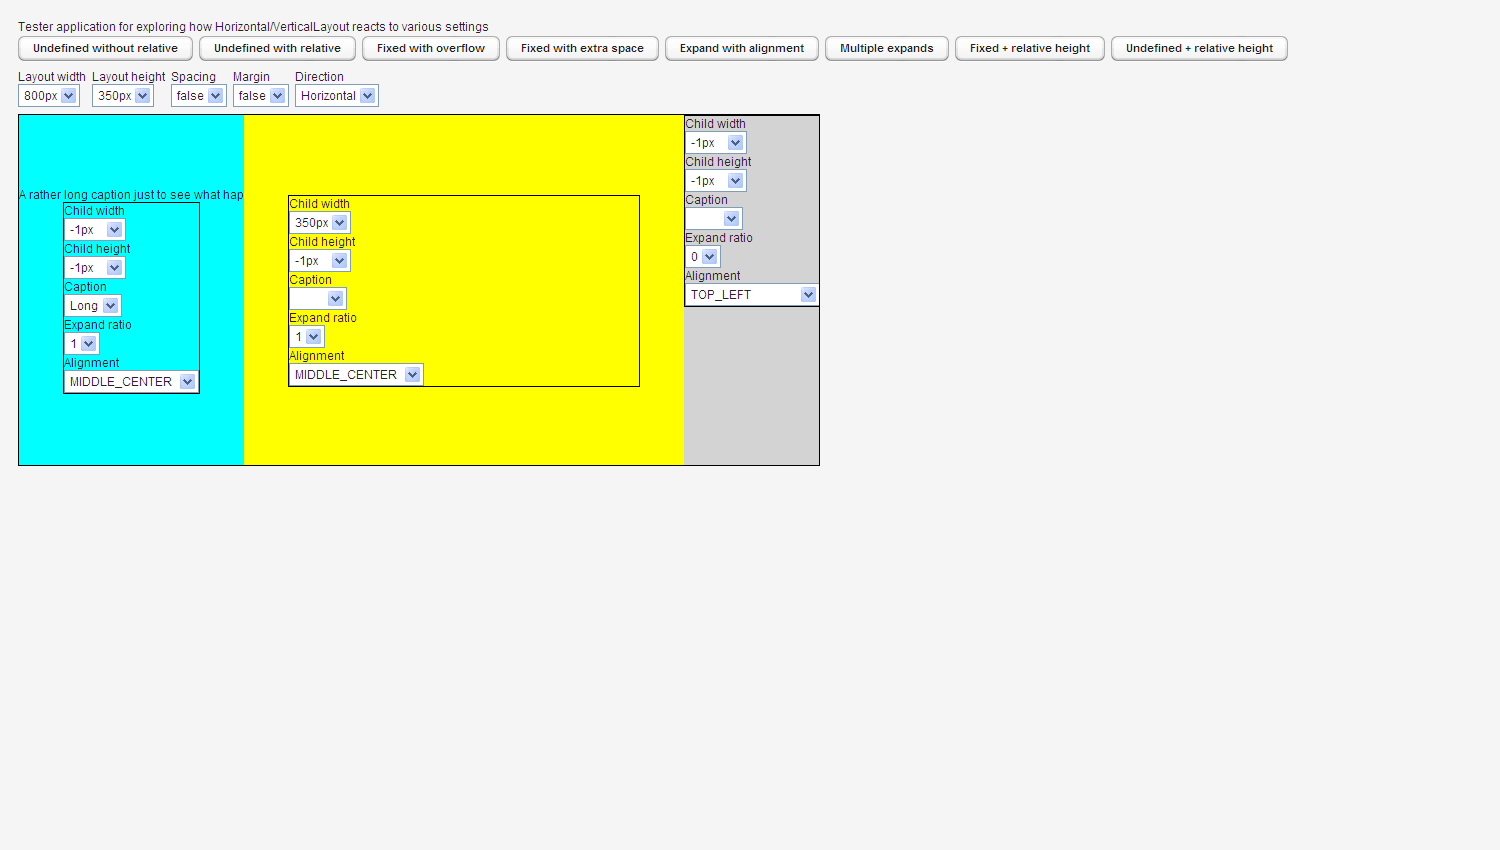 Tester application for exploring how Horizontal/VerticalLayout reacts to various settings
Undefined without relative Undefined with relative Fixed with overflow Fixed with extra space Expand with alignment Multiple expands Fixed + relative height Undefined + relative height
Layout width Layout height Spacing Margin Direction
800px 350px false false Horizontal
A rather long caption just to see what hap
Child width
-1px
Child height
-1px
Caption
Long
Expand ratio
1
Alignment
MIDDLE_CENTER
Child width
350px
Child height
-1px
Caption
Expand ratio
1
Alignment
MIDDLE_CENTER
Child width
-1px
Child height
-1px
Caption
Expand ratio
0
Alignment
TOP_LEFT